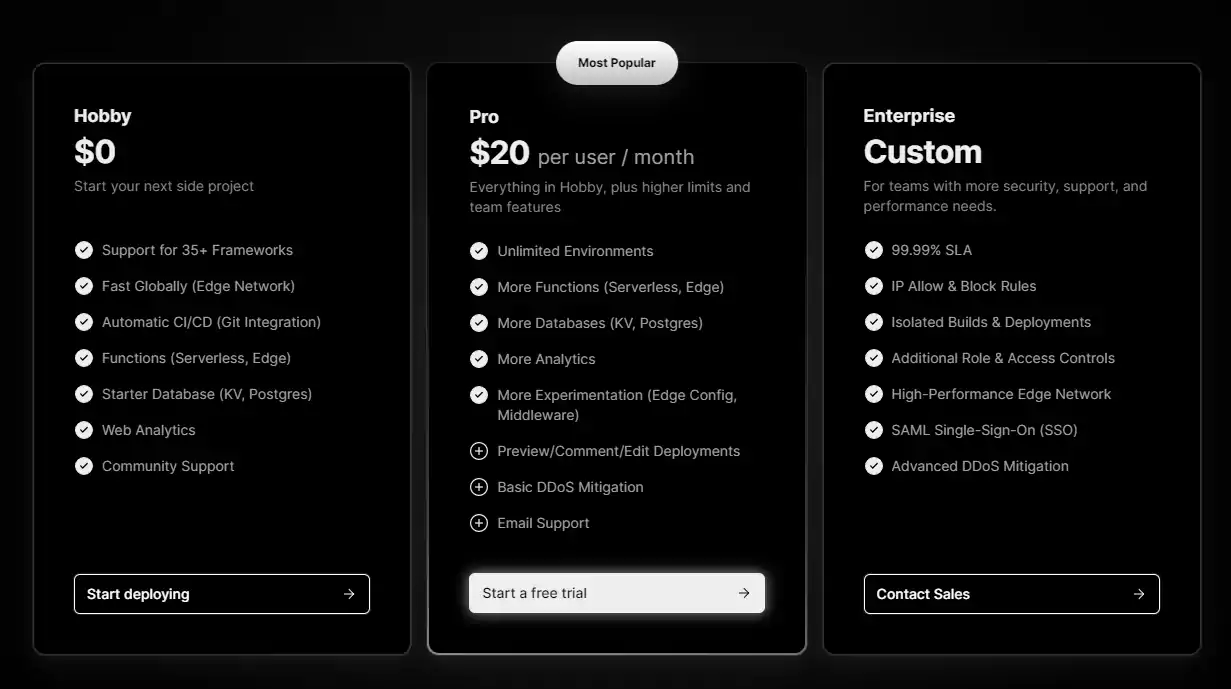 Most Popular
Hobby
$0
Start your next side project
Support for 35+ Frameworks
Fast Globally (Edge Network)
Automatic CI/CD (Git Integration)
Functions (Serverless, Edge)
Starter Database (KV, Postgres)
Web Analytics
Community Support
Start deploying
Pro
$20 per user / month
Everything in Hobby, plus higher limits and
team features
Unlimited Environments
More Functions (Serverless, Edge)
More Databases (KV, Postgres)
More Analytics
More Experimentation (Edge Config,
Middleware)
Preview/Comment/Edit Deployments
Basic DDoS Mitigation
Email Support
Start a free trial
Enterprise
Custom
For teams with more security, support, and
performance needs.
99.99% SLA
IP Allow & Block Rules
Isolated Builds & Deployments
Additional Role & Access Controls
High-Performance Edge Network
SAML Single-Sign-On (SSO)
Advanced DDoS Mitigation
Contact Sales